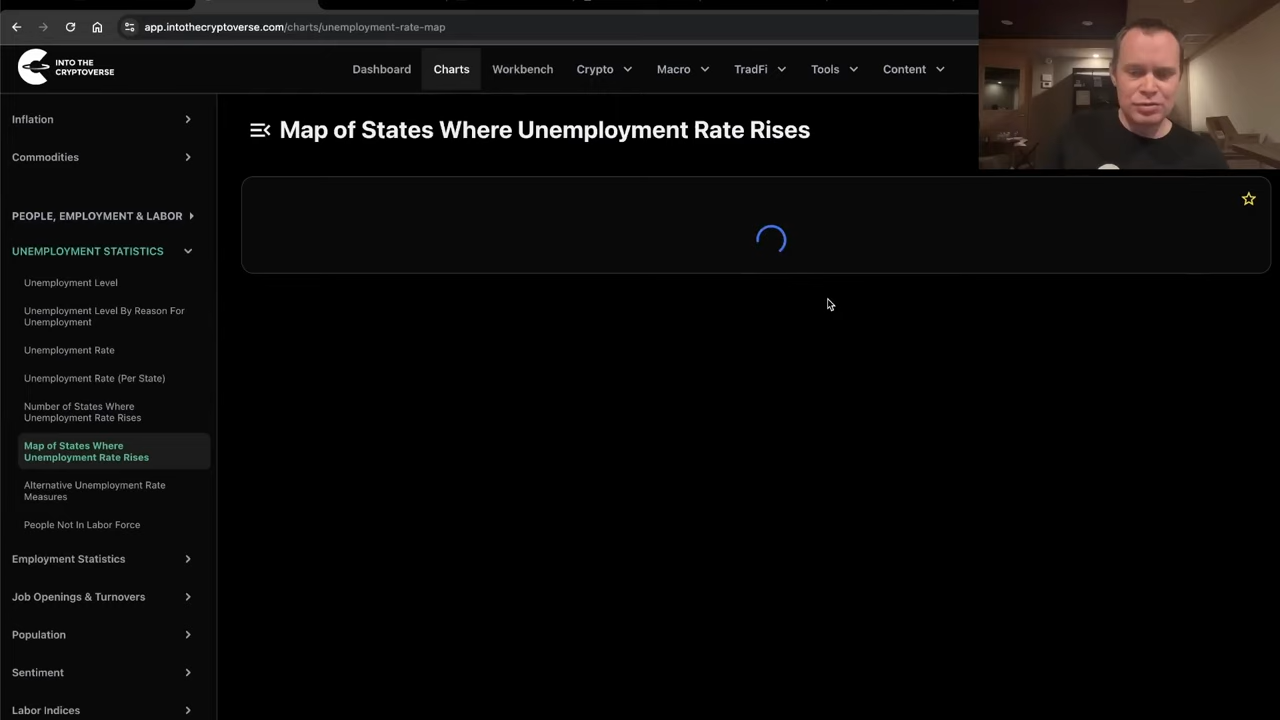 app.intothecryptoverse.com/charts/unemployment-rate-map
INTO THE
CRYPTOVERSE
Dashboard
Charts
Workbench
Crypto
Macro
TradFi
Tools
Content
Inflation
Commodities
PEOPLE, EMPLOYMENT & LABOR
UNEMPLOYMENT STATISTICS
Unemployment Level
Unemployment Level By Reason For
Unemployment
Unemployment Rate
Unemployment Rate (Per State)
Number of States Where
Unemployment Rate Rises
Map of States Where
Unemployment Rate Rises
Alternative Unemployment Rate
Measures
People Not In Labor Force
Employment Statistics
Job Openings & Turnovers
Population
Sentiment
Labor Indices
Map of States Where Unemployment Rate Rises